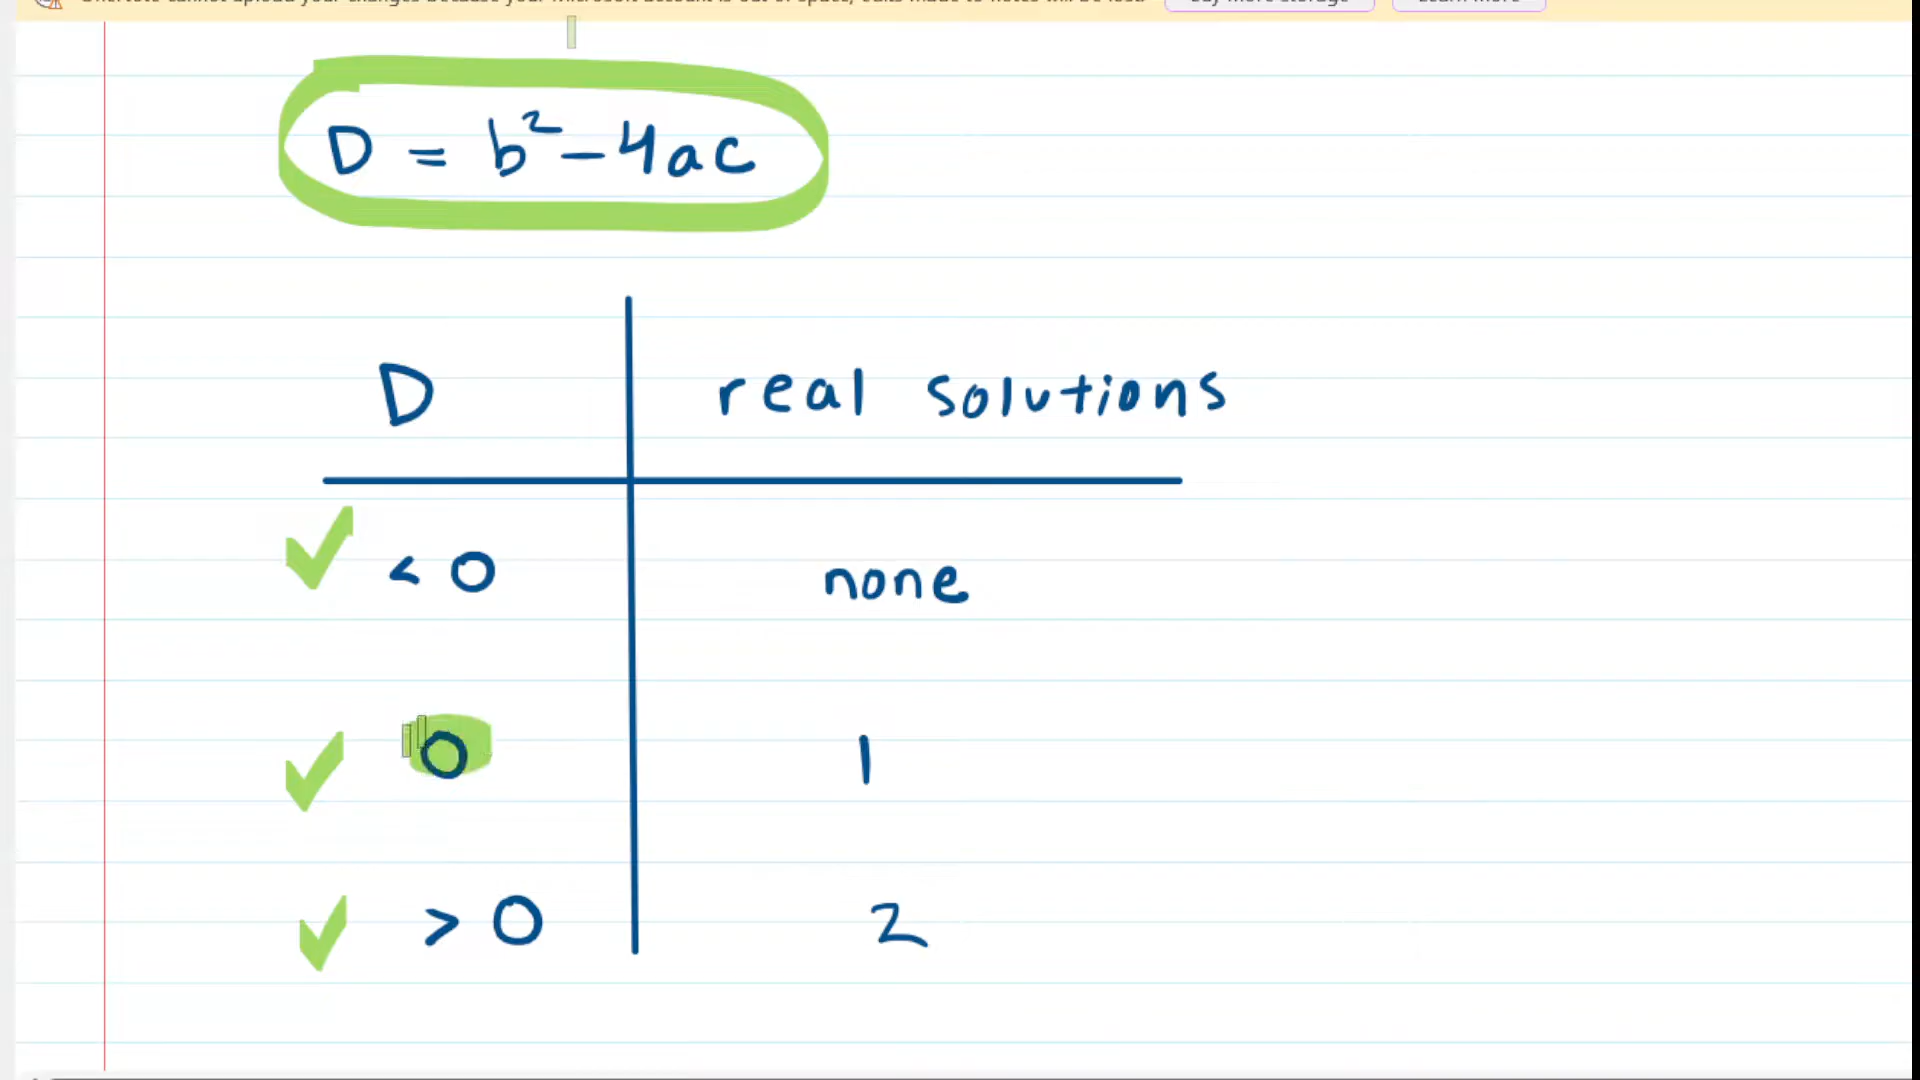 D = b² - 4ac
D real solutions
< 0 none
0 1
> 0 2